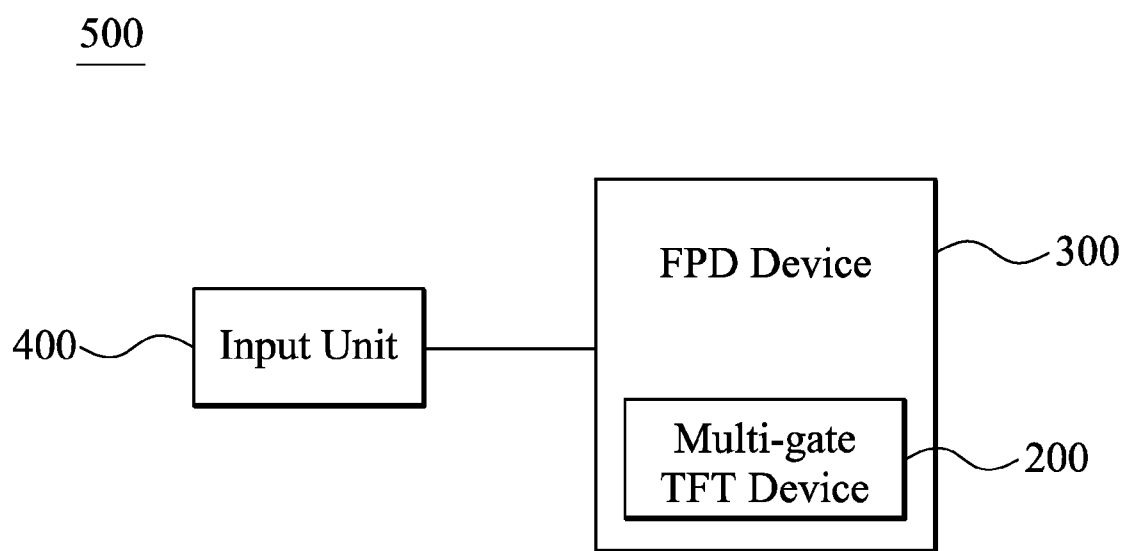 500
FPD Device
300
400
Input Unit
Multi-gate
TFT Device
200